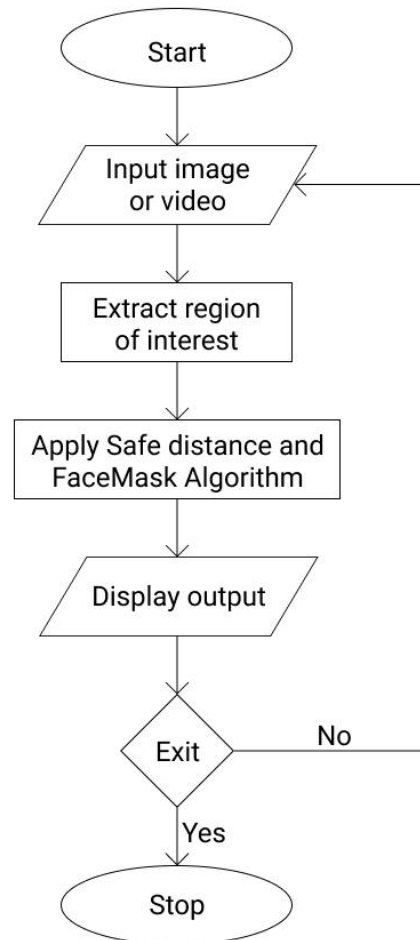 Start
Input image
or video
Extract region
of interest
Apply Safe distance and
FaceMask Algorithm
Display output
Exit
No
Yes
Stop